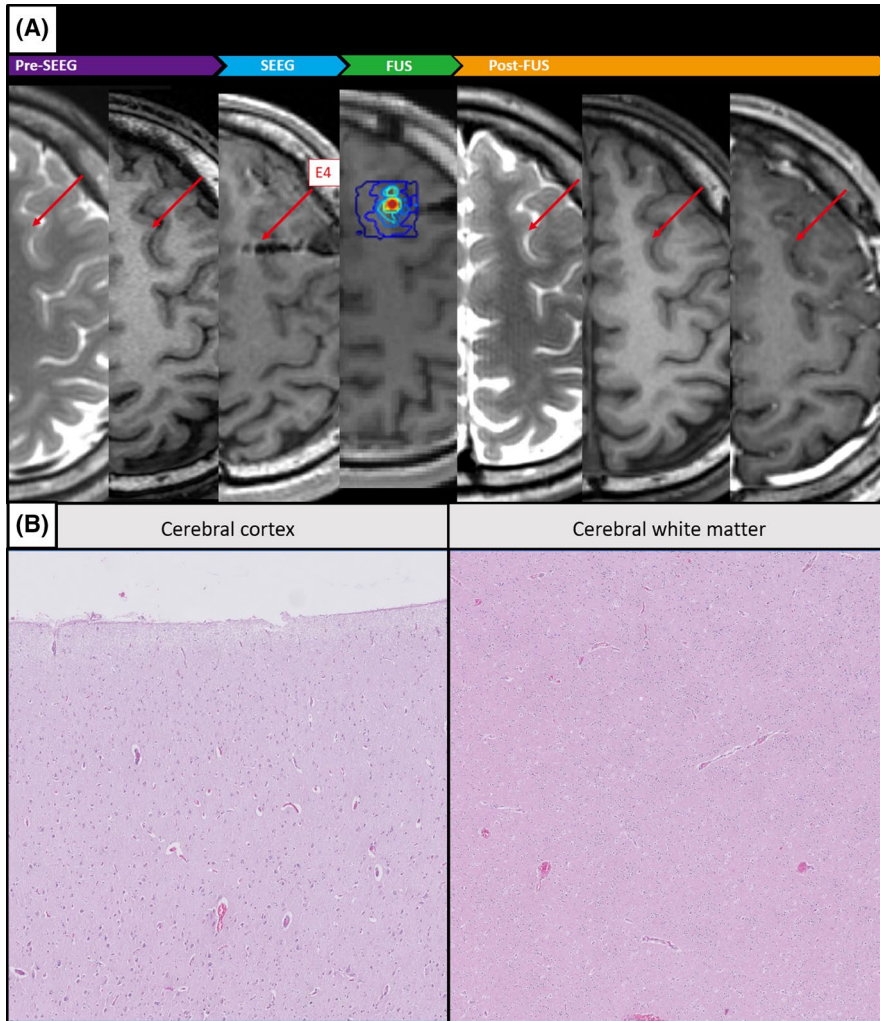 (A)
Pre-SEEG SEEG FUS Post-FUS
E4
(B)
Cerebral cortex Cerebral white matter